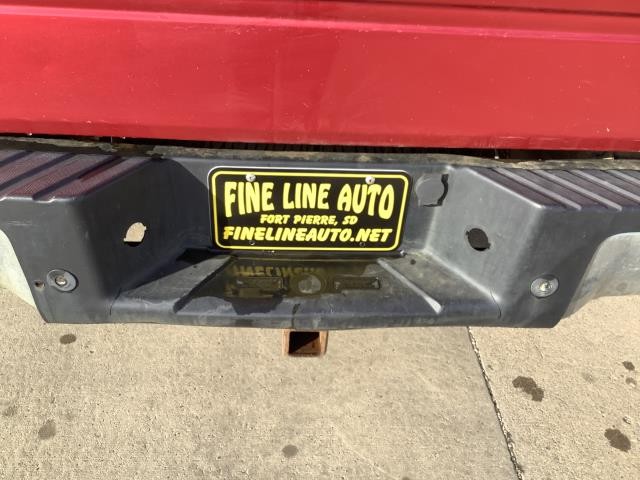 FINE LINE AUTO
FORT PIERRE, SD
FINELINEAUTO.NET